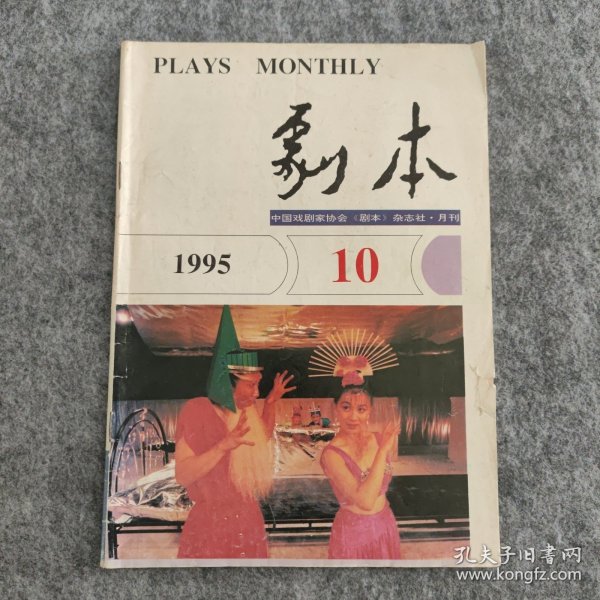 PLAYS MONTHLY
劇本
中国戏剧家协会《剧本》杂志社·月刊
1995
10
孔夫子旧书网
www.kongfz.com